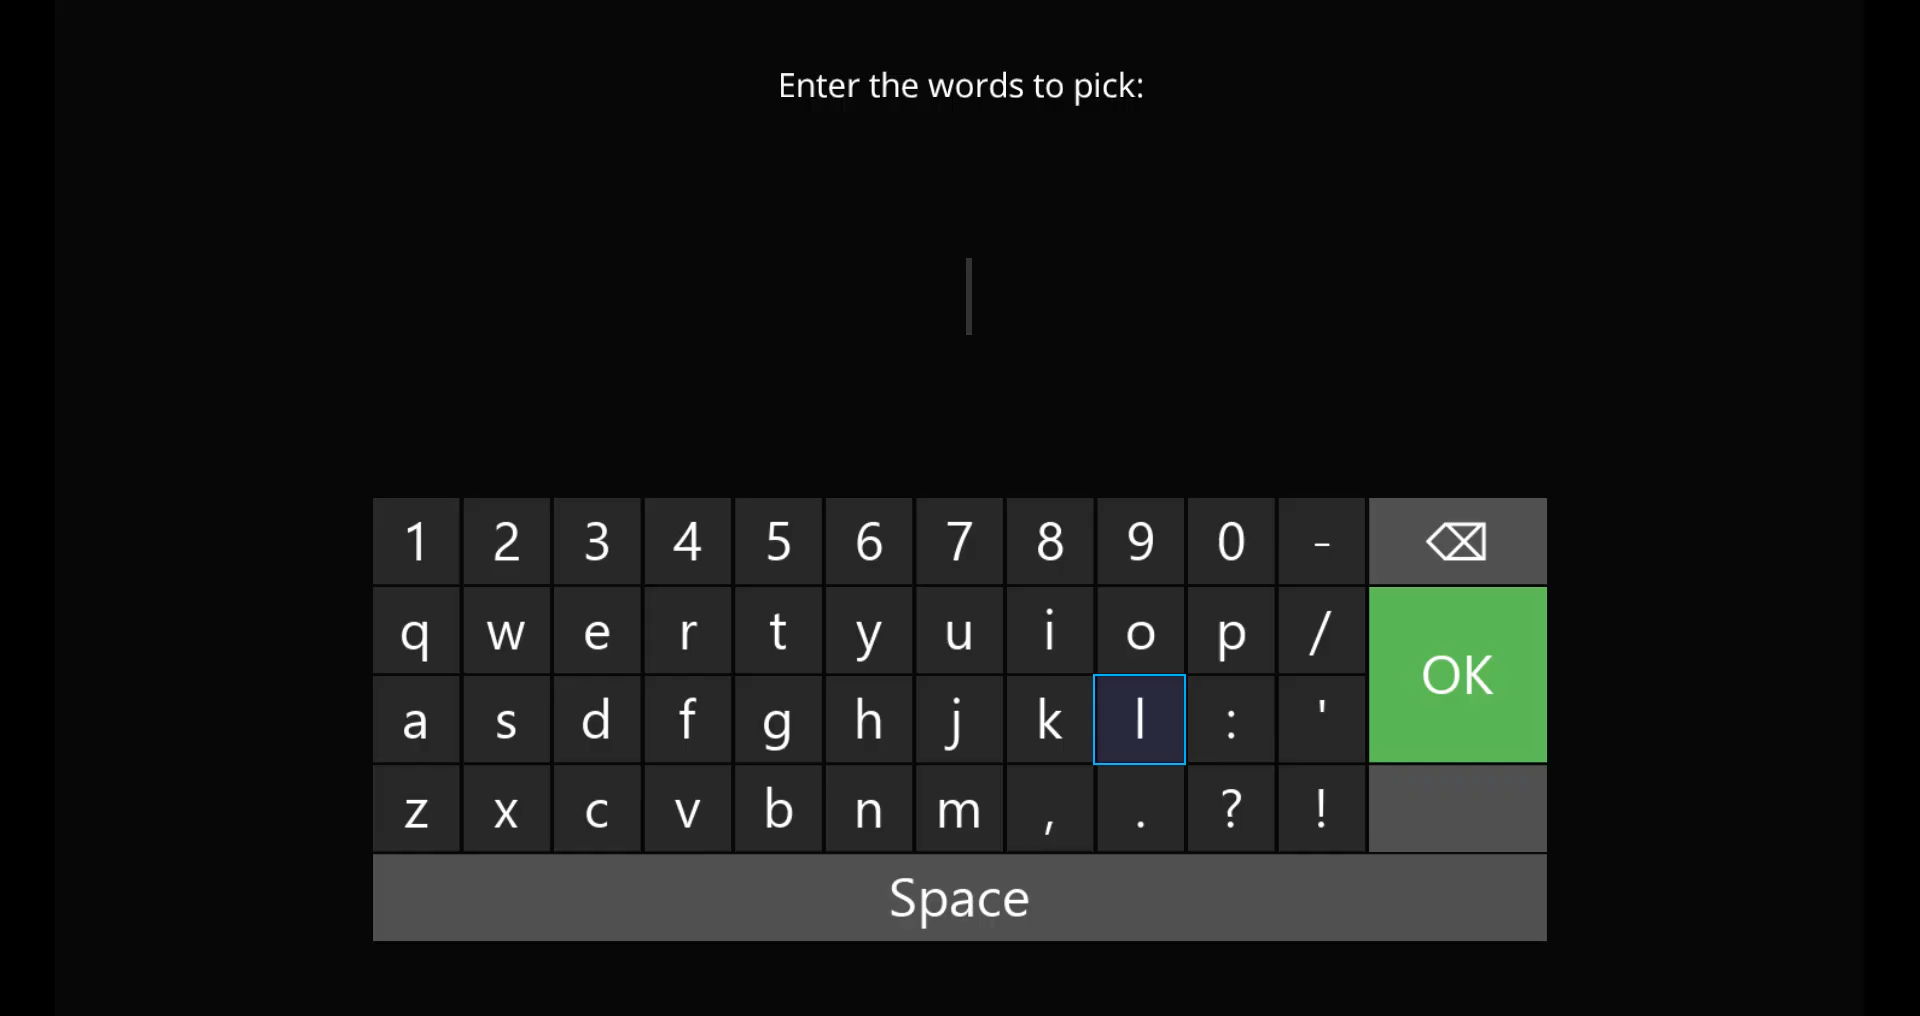 Enter the words to pick:
1 2 3 4 5 6 7 8 9 0 -
q w e r t y u i o p /
OK
a s d f g h j k l : '
z x c v b n m , . ? !
Space